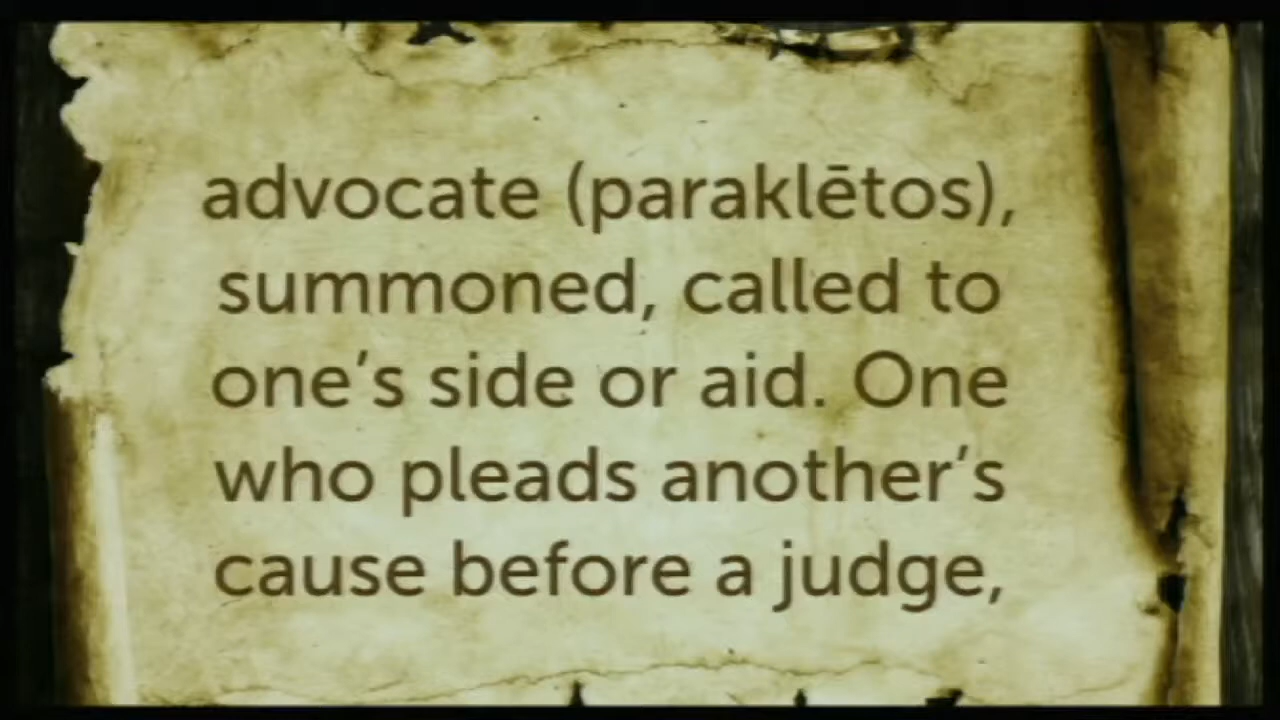 advocate (paraklētos),
summoned, called to
one’s side or aid. One
who pleads another’s
cause before a judge,